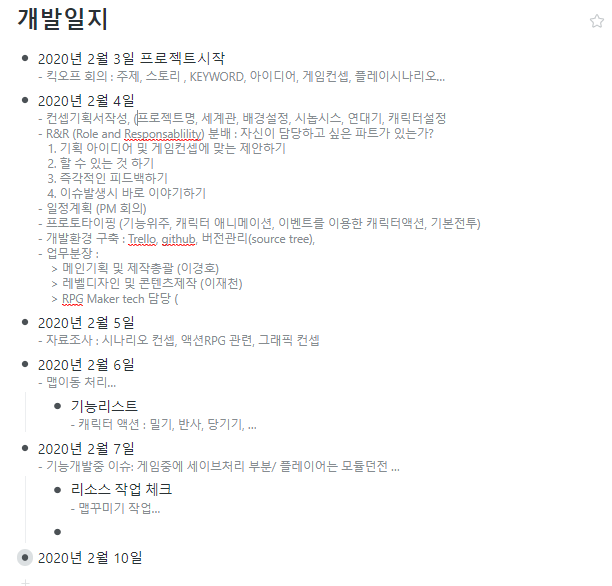 개발일지
2020년 2월 3일 프로젝트시작
- 킥오프 회의 : 주제, 스토리 , KEYWORD, 아이디어, 게임컨셉, 플레이시나리오...
2020년 2월 4일
- 컨셉기획서작성, (프로젝트명, 세계관, 배경설정, 시놉시스, 연대기, 캐릭터설정
- R&R (Role and Responsablility) 분배 : 자신이 담당하고 싶은 파트가 있는가?
1. 기획 아이디어 및 게임컨셉에 맞는 제안하기
2. 할 수 있는 것 하기
3. 즉각적인 피드백하기
4. 이슈발생시 바로 이야기하기
- 일정계획 (PM 회의)
- 프로토타이핑 (기능위주, 캐릭터 애니메이션, 이벤트를 이용한 캐릭터액션, 기본전투)
- 개발환경 구축 : Trello, github, 버전관리(source tree),
- 업무분장 :
> 메인기획 및 제작총괄 (이경호)
> 레벨디자인 및 콘텐츠제작 (이재천)
> RPG Maker tech 담당 (
2020년 2월 5일
- 자료조사 : 시나리오 컨셉, 액션RPG 관련, 그래픽 컨셉
2020년 2월 6일
- 맵이동 처리...
기능리스트
- 캐릭터 액션 : 밀기, 반사, 당기기, ...
2020년 2월 7일
- 기능개발중 이슈: 게임중에 세이브처리 부분/ 플레이어는 모듈던전 ...
리소스 작업 체크
- 맵꾸미기 작업...
2020년 2월 10일